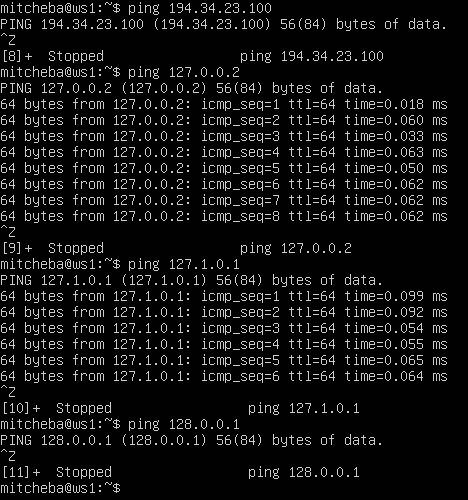 mitcheba@ws1:~$ ping 194.34.23.100
PING 194.34.23.100 (194.34.23.100) 56(84) bytes of data.
^Z
[8]+  Stopped                 ping 194.34.23.100
mitcheba@ws1:~$ ping 127.0.0.2
PING 127.0.0.2 (127.0.0.2) 56(84) bytes of data.
64 bytes from 127.0.0.2: icmp_seq=1 ttl=64 time=0.018 ms
64 bytes from 127.0.0.2: icmp_seq=2 ttl=64 time=0.060 ms
64 bytes from 127.0.0.2: icmp_seq=3 ttl=64 time=0.033 ms
64 bytes from 127.0.0.2: icmp_seq=4 ttl=64 time=0.063 ms
64 bytes from 127.0.0.2: icmp_seq=5 ttl=64 time=0.050 ms
64 bytes from 127.0.0.2: icmp_seq=6 ttl=64 time=0.062 ms
64 bytes from 127.0.0.2: icmp_seq=7 ttl=64 time=0.062 ms
64 bytes from 127.0.0.2: icmp_seq=8 ttl=64 time=0.062 ms
^Z
[9]+  Stopped                 ping 127.0.0.2
mitcheba@ws1:~$ ping 127.1.0.1
PING 127.1.0.1 (127.1.0.1) 56(84) bytes of data.
64 bytes from 127.1.0.1: icmp_seq=1 ttl=64 time=0.099 ms
64 bytes from 127.1.0.1: icmp_seq=2 ttl=64 time=0.092 ms
64 bytes from 127.1.0.1: icmp_seq=3 ttl=64 time=0.054 ms
64 bytes from 127.1.0.1: icmp_seq=4 ttl=64 time=0.055 ms
64 bytes from 127.1.0.1: icmp_seq=5 ttl=64 time=0.065 ms
64 bytes from 127.1.0.1: icmp_seq=6 ttl=64 time=0.064 ms
^Z
[10]+  Stopped                 ping 127.1.0.1
mitcheba@ws1:~$ ping 128.0.0.1
PING 128.0.0.1 (128.0.0.1) 56(84) bytes of data.
^Z
[11]+  Stopped                 ping 128.0.0.1
mitcheba@ws1:~$